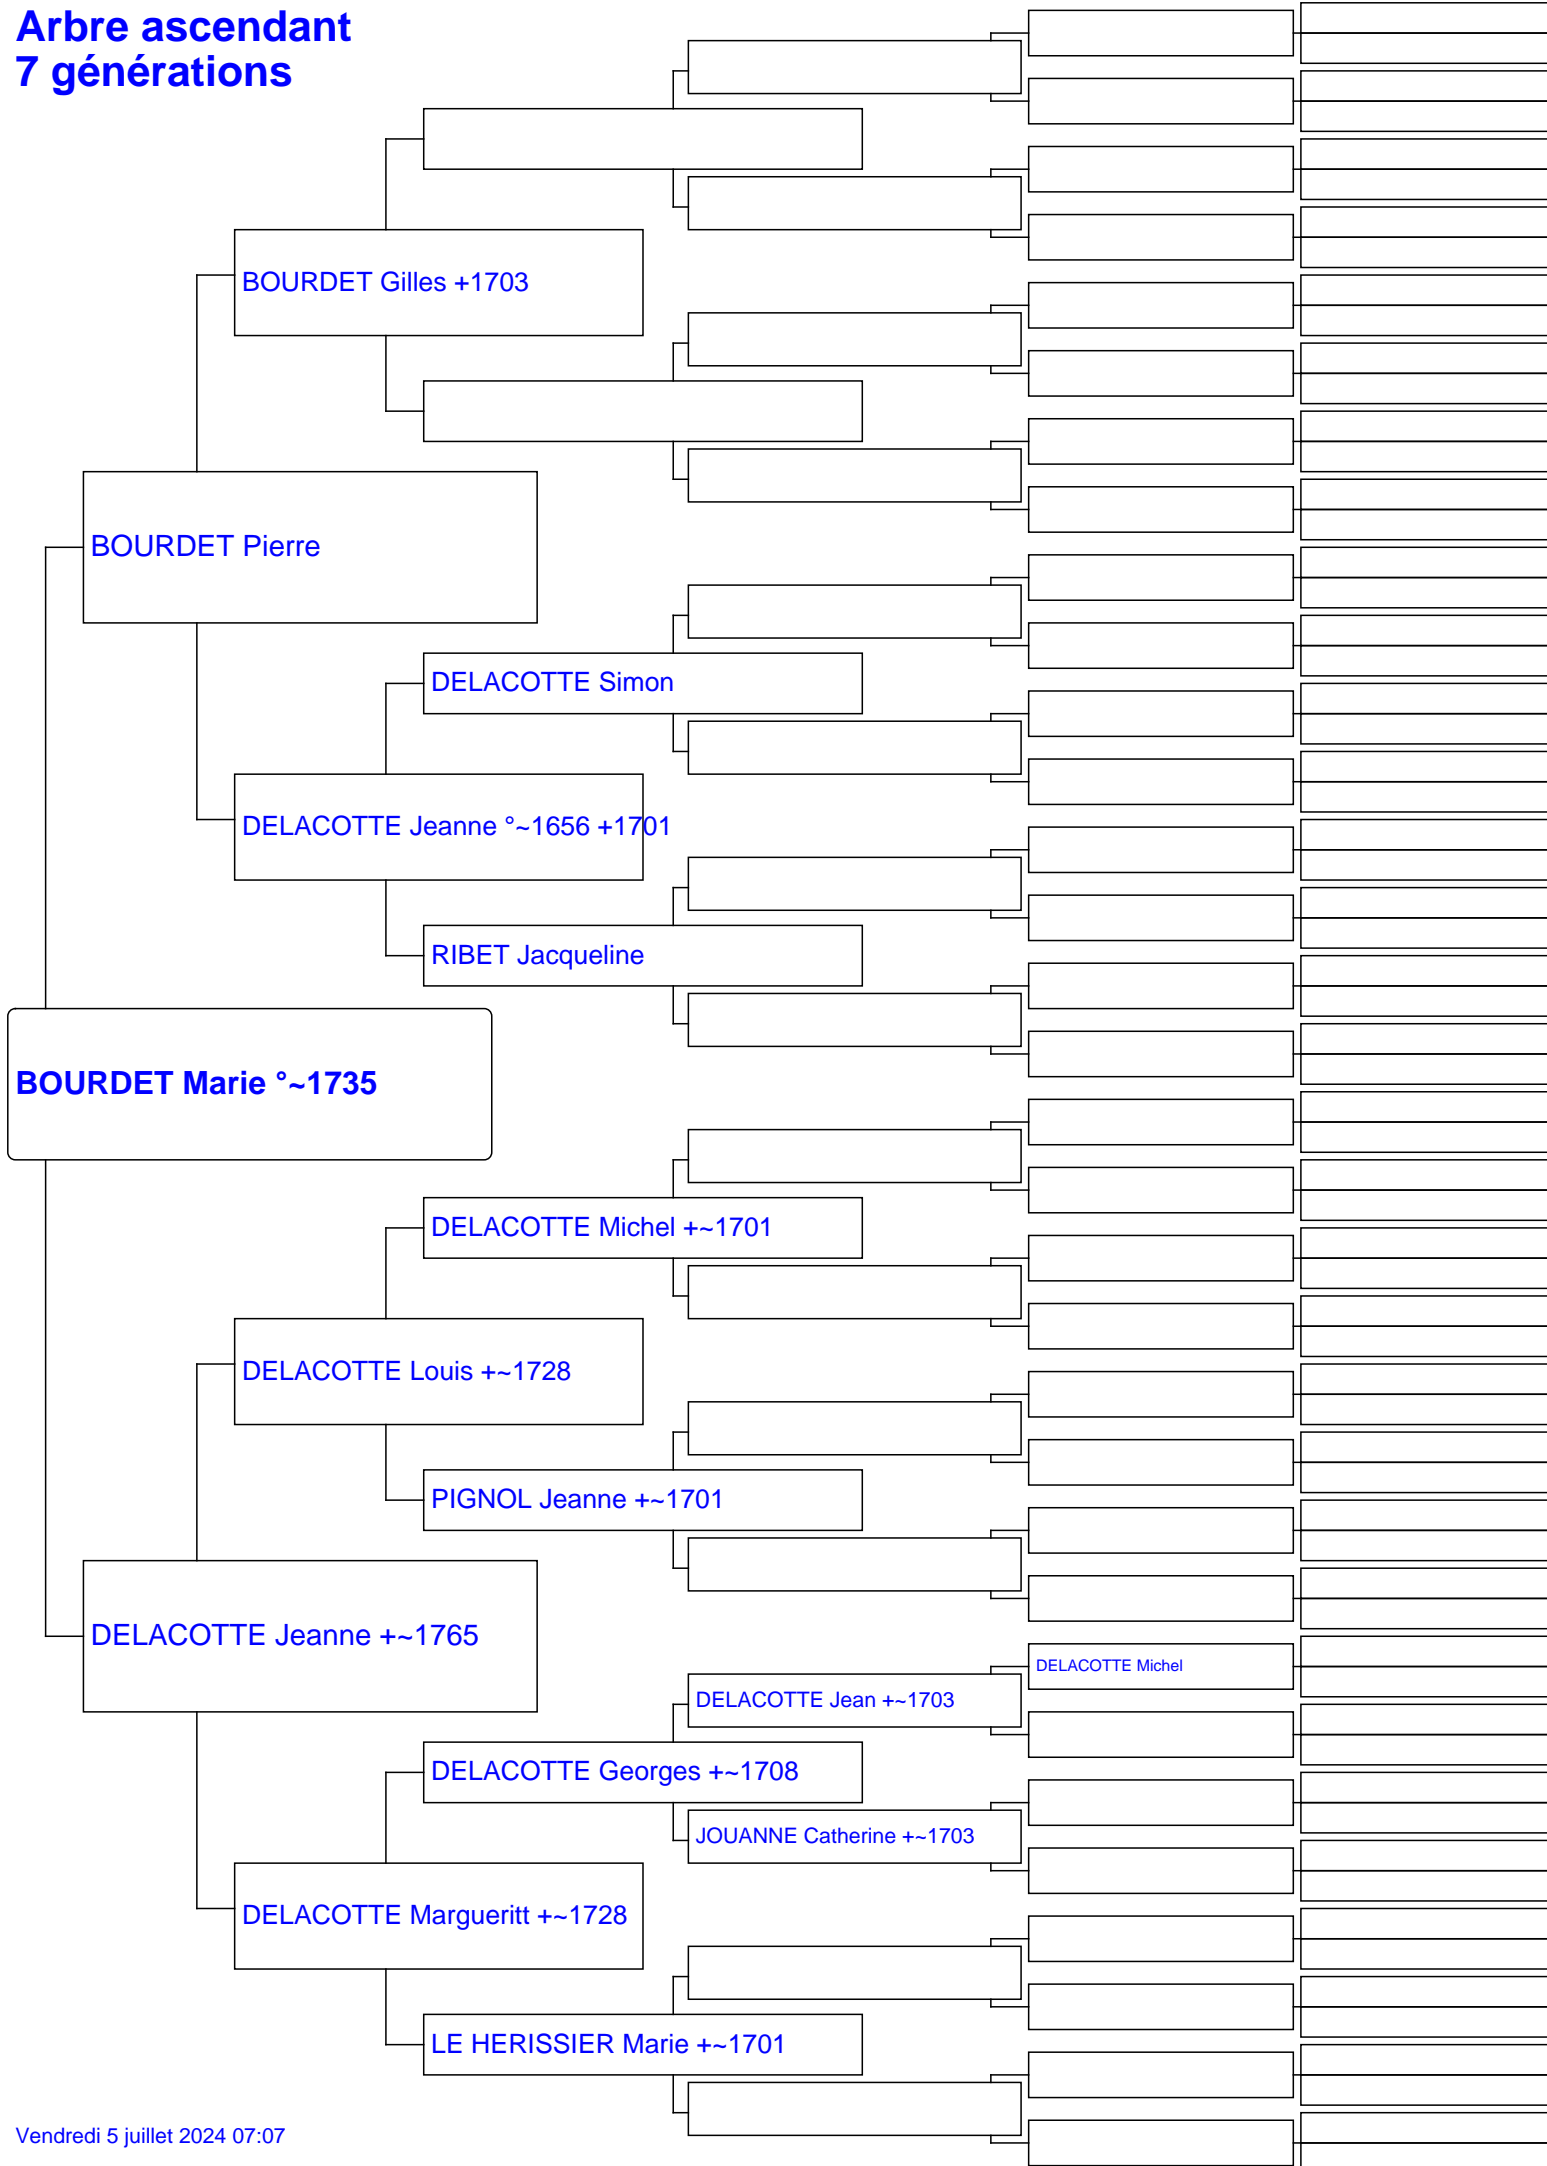 Arbre ascendant
7 générations
BOURDET Gilles +1703
BOURDET Pierre
DELACOTTE Simon
DELACOTTE Jeanne °~1656 +1701
RIBET Jacqueline
BOURDET Marie °~1735
DELACOTTE Michel +~1701
DELACOTTE Louis +~1728
PIGNOL Jeanne +~1701
DELACOTTE Jeanne +~1765
DELACOTTE Michel
DELACOTTE Jean +~1703
DELACOTTE Georges +~1708
JOUANNE Catherine +~1703
DELACOTTE Margueritt +~1728
LE HERISSIER Marie +~1701
Vendredi 5 juillet 2024 07:07